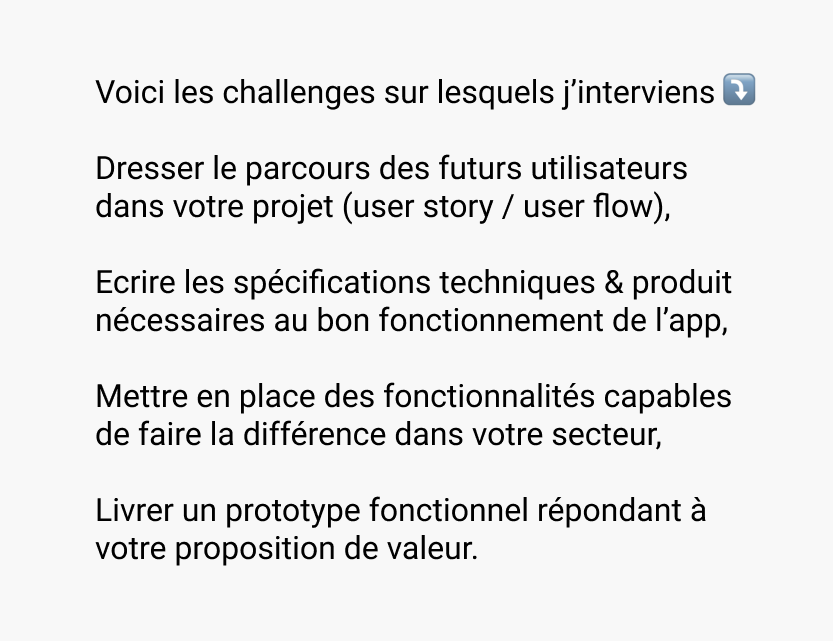 Voici les challenges sur lesquels j’interviens ⤵️
Dresser le parcours des futurs utilisateurs
dans votre projet (user story / user flow),
Ecrire les spécifications techniques & produit
nécessaires au bon fonctionnement de l’app,
Mettre en place des fonctionnalités capables
de faire la différence dans votre secteur,
Livrer un prototype fonctionnel répondant à
votre proposition de valeur.